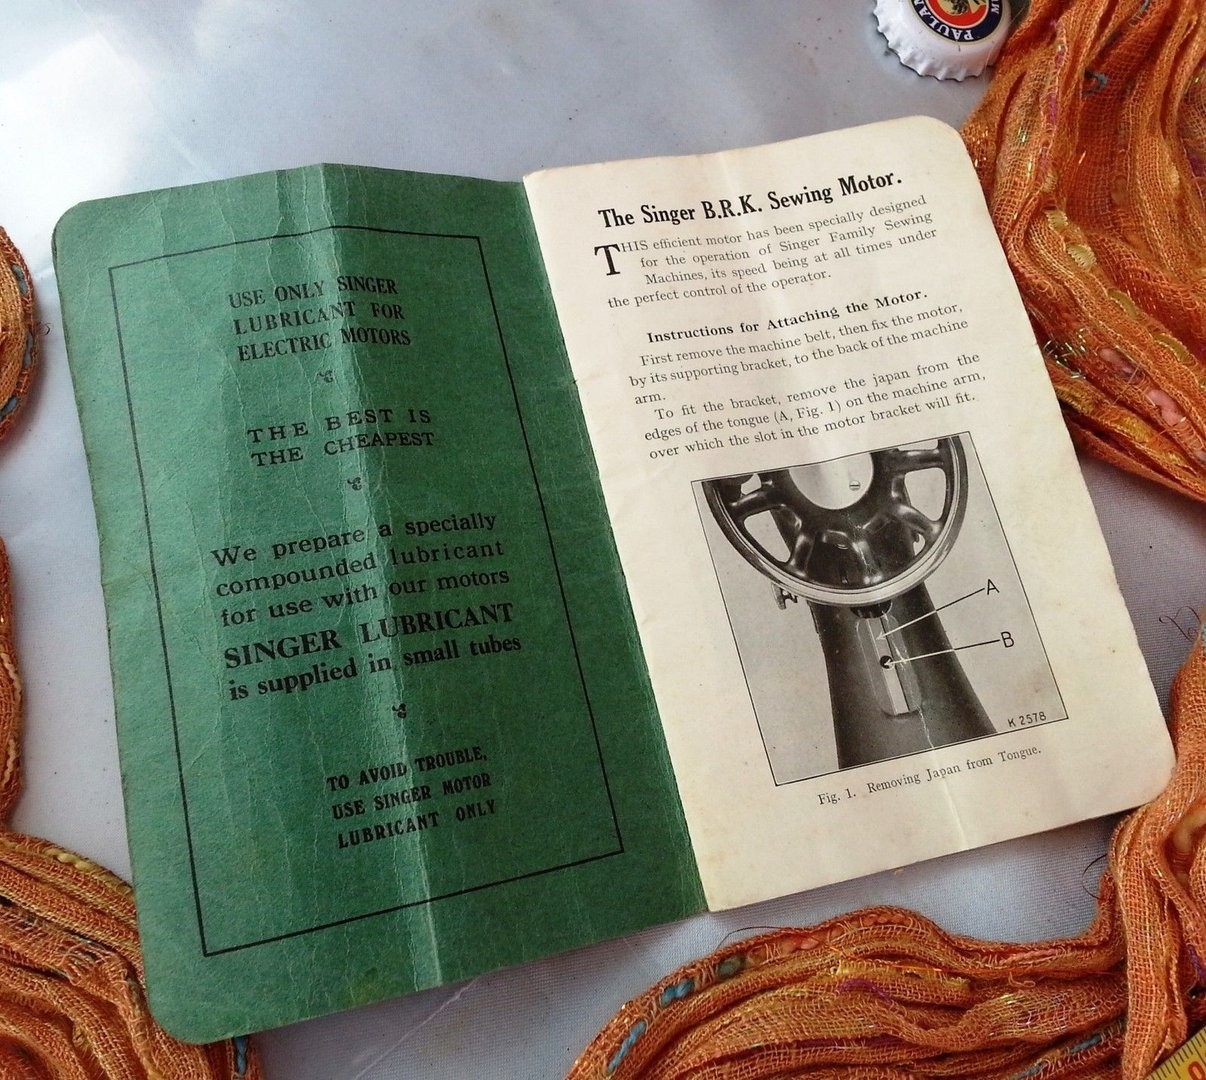 USE ONLY SINGER
LUBRICANT FOR
ELECTRIC MOTORS
THE BEST IS
THE CHEAPEST
We prepare a specially
compounded lubricant
for use with our motors
SINGER LUBRICANT
is supplied in small tubes
TO AVOID TROUBLE,
USE SINGER MOTOR
LUBRICANT ONLY
The Singer B.R.K. Sewing Motor.
THIS efficient motor has been specially designed
for the operation of Singer Family Sewing
Machines, its speed being at all times under
the perfect control of the operator.
Instructions for Attaching the Motor.
First remove the machine belt, then fix the motor,
by its supporting bracket, to the back of the machine
arm.
To fit the bracket, remove the japan from the
edges of the tongue (A, Fig. 1) on the machine arm,
over which the slot in the motor bracket will fit.
A
B
K 2578
Fig. 1. Removing Japan from Tongue.